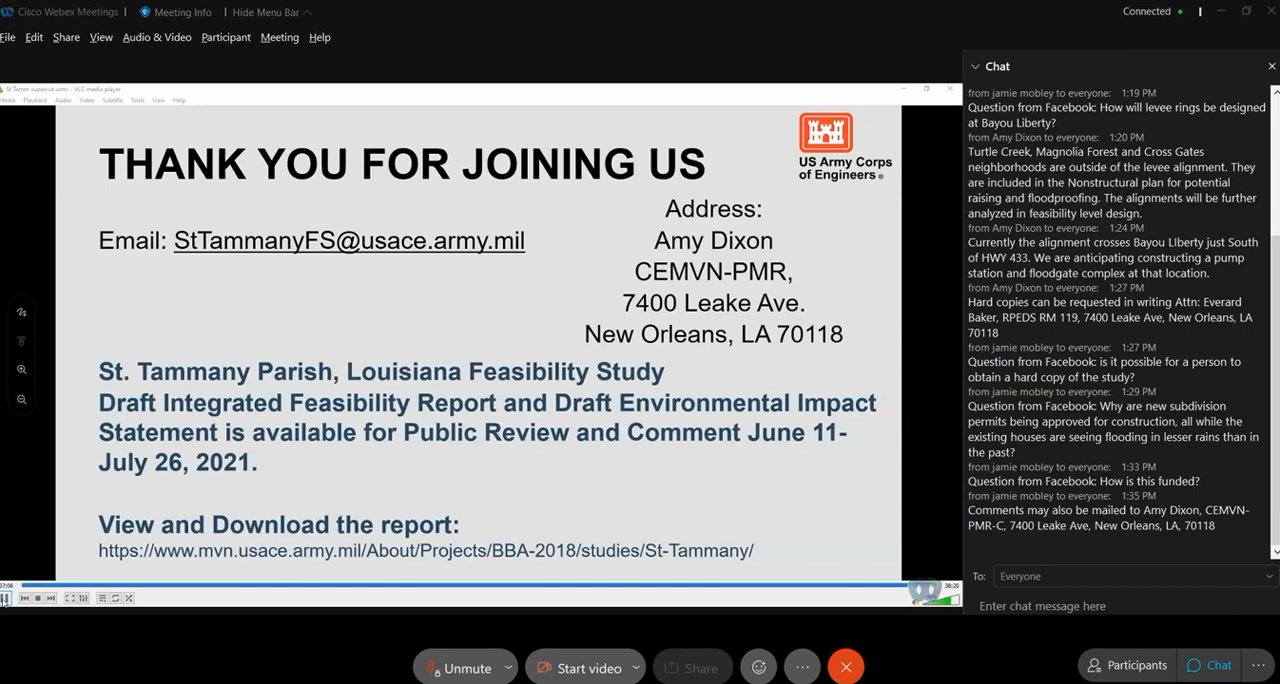 Cisco Webex Meetings | Meeting Info | Hide Menu Bar
Connected
File Edit Share View Audio & Video Participant Meeting Help
St Tamm supercut.wmv - VLC media player
Media Playback Audio Video Subtitle Tools View Help
THANK YOU FOR JOINING US
US Army Corps
of Engineers®
Email: StTammanyFS@usace.army.mil
Address:
Amy Dixon
CEMVN-PMR,
7400 Leake Ave.
New Orleans, LA 70118
St. Tammany Parish, Louisiana Feasibility Study
Draft Integrated Feasibility Report and Draft Environmental Impact
Statement is available for Public Review and Comment June 11-
July 26, 2021.
View and Download the report:
https://www.mvn.usace.army.mil/About/Projects/BBA-2018/studies/St-Tammany/
38:20
Chat
from jamie mobley to everyone: 1:19 PM
Question from Facebook: How will levee rings be designed
at Bayou Liberty?
from Amy Dixon to everyone: 1:20 PM
Turtle Creek, Magnolia Forest and Cross Gates
neighborhoods are outside of the levee alignment. They
are included in the Nonstructural plan for potential
raising and floodproofing. The alignments will be further
analyzed in feasibility level design.
from Amy Dixon to everyone: 1:24 PM
Currently the alignment crosses Bayou LIberty just South
of HWY 433. We are anticipating constructing a pump
station and floodgate complex at that location.
from Amy Dixon to everyone: 1:27 PM
Hard copies can be requested in writing Attn: Everard
Baker, RPEDS RM 119, 7400 Leake Ave, New Orleans, LA
70118
from jamie mobley to everyone: 1:27 PM
Question from Facebook: is it possible for a person to
obtain a hard copy of the study?
from jamie mobley to everyone: 1:29 PM
Question from Facebook: Why are new subdivision
permits being approved for construction, all while the
existing houses are seeing flooding in lesser rains than in
the past?
from jamie mobley to everyone: 1:33 PM
Question from Facebook: How is this funded?
from jamie mobley to everyone: 1:35 PM
Comments may also be mailed to Amy Dixon, CEMVN-
PMR-C, 7400 Leake Ave, New Orleans, LA, 70118
To: Everyone
Enter chat message here
Unmute Start video Share
Participants Chat